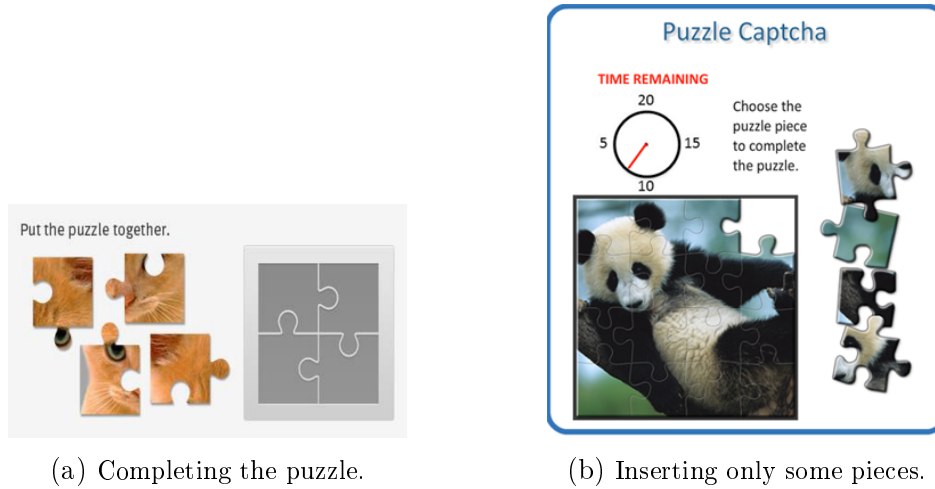 Puzzle Captcha
TIME REMAINING
20
5
15
10
Choose the
puzzle piece
to complete
the puzzle.
Put the puzzle together.
(a) Completing the puzzle.
(b) Inserting only some pieces.